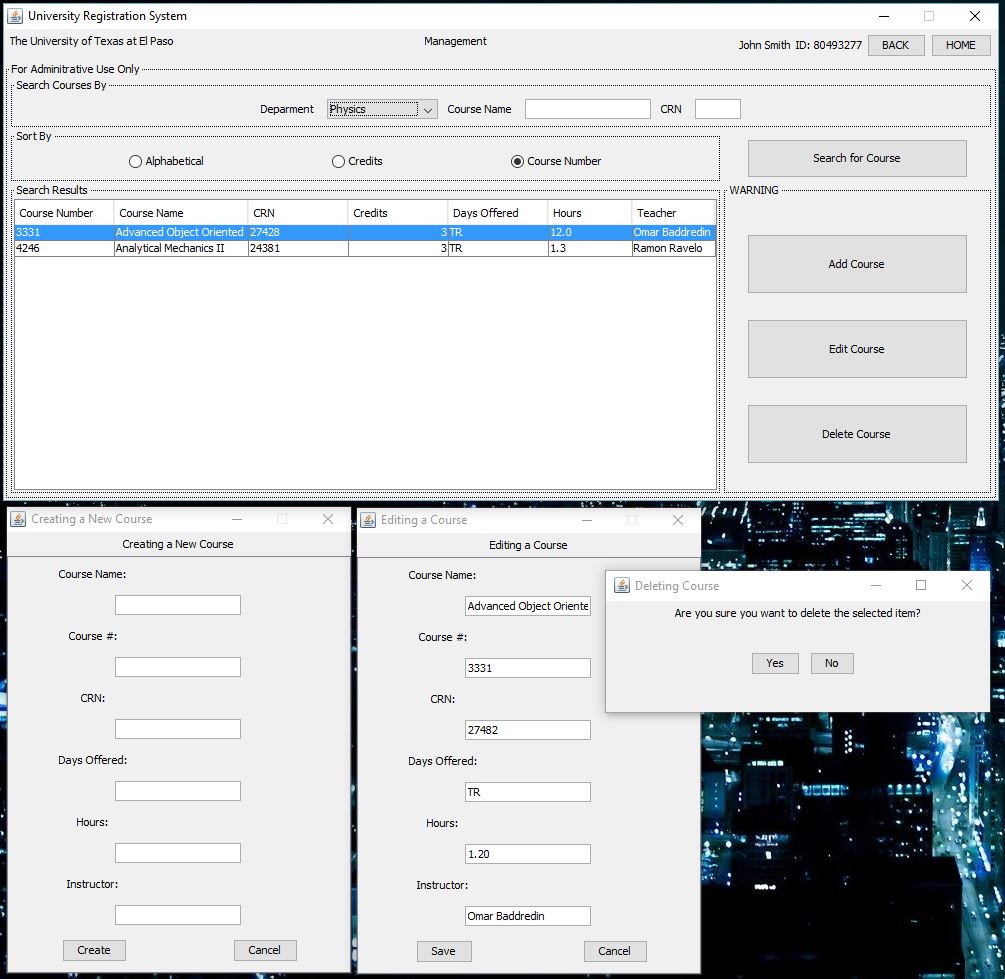 University Registration System
The University of Texas at El Paso Management John Smith ID: 80493277 BACK HOME
For Adminitrative Use Only
Search Courses By
Deparment Physics Course Name CRN
Sort By
Alphabetical Credits Course Number Search for Course
Search Results WARNING
Course Number Course Name CRN Credits Days Offered Hours Teacher
3331 Advanced Object Oriented 27428 3 TR 12.0 Omar Baddredin
4246 Analytical Mechanics II 24381 3 TR 1.3 Ramon Ravelo
Add Course
Edit Course
Delete Course
Creating a New Course
Creating a New Course
Course Name:
Course #:
CRN:
Days Offered:
Hours:
Instructor:
Create Cancel
Editing a Course
Editing a Course
Course Name:
Advanced Object Oriente
Course #:
3331
CRN:
27482
Days Offered:
TR
Hours:
1.20
Instructor:
Omar Baddredin
Save Cancel
Deleting Course
Are you sure you want to delete the selected item?
Yes No